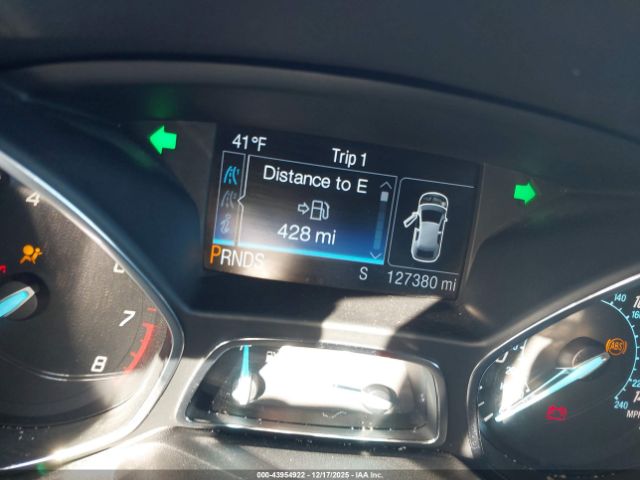 41°F
Trip 1
Distance to E
428 mi
PRNDS
S
127380 mi
4
7
8
140
160
240
ABS
MPH
000-43954922 | 12/17/2025 | IAA